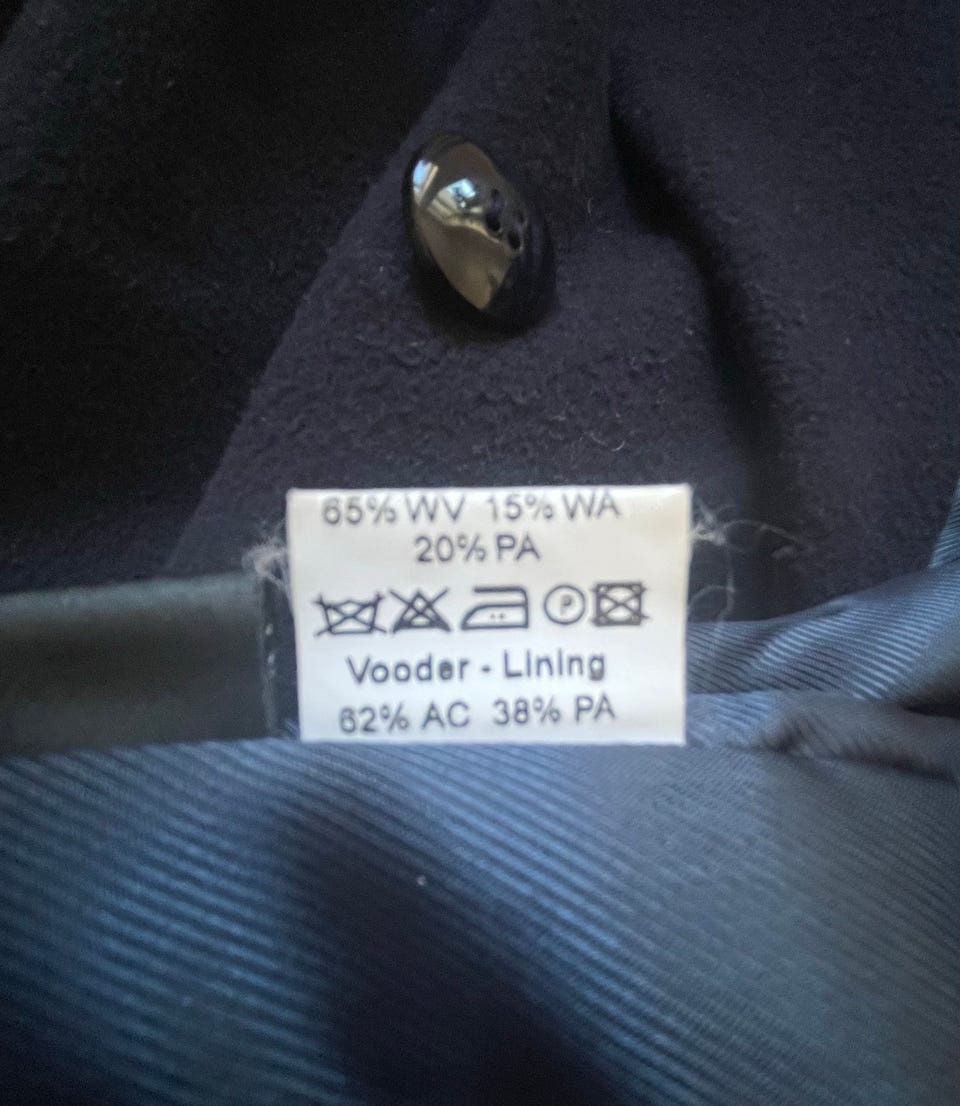 65% WV 15% WA
20% PA
P
Vooder - Lining
62% AC 38% PA